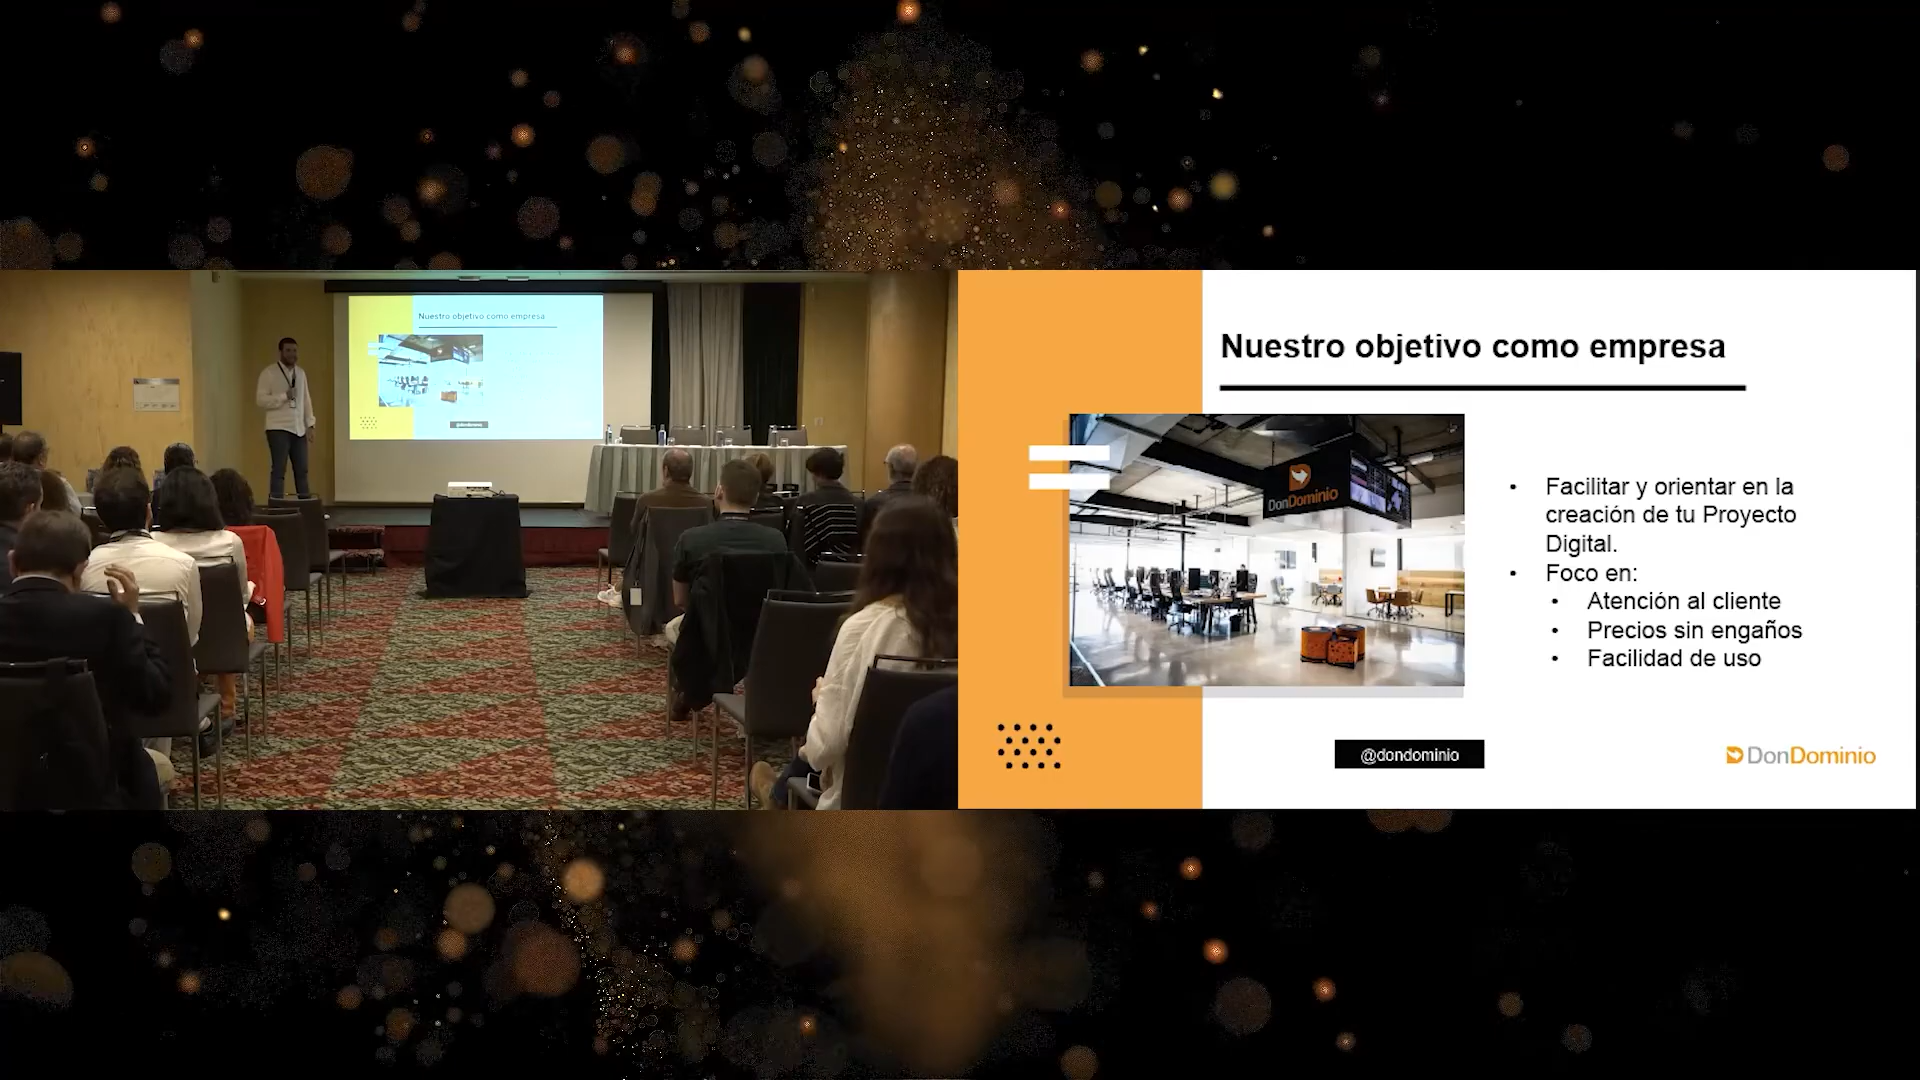 Nuestro objetivo como empresa
Nuestro objetivo como empresa
DonDominio
Facilitar y orientar en la
creación de tu Proyecto
Digital.
Foco en:
Atención al cliente
Precios sin engaños
Facilidad de uso
@dondominio
DonDominio